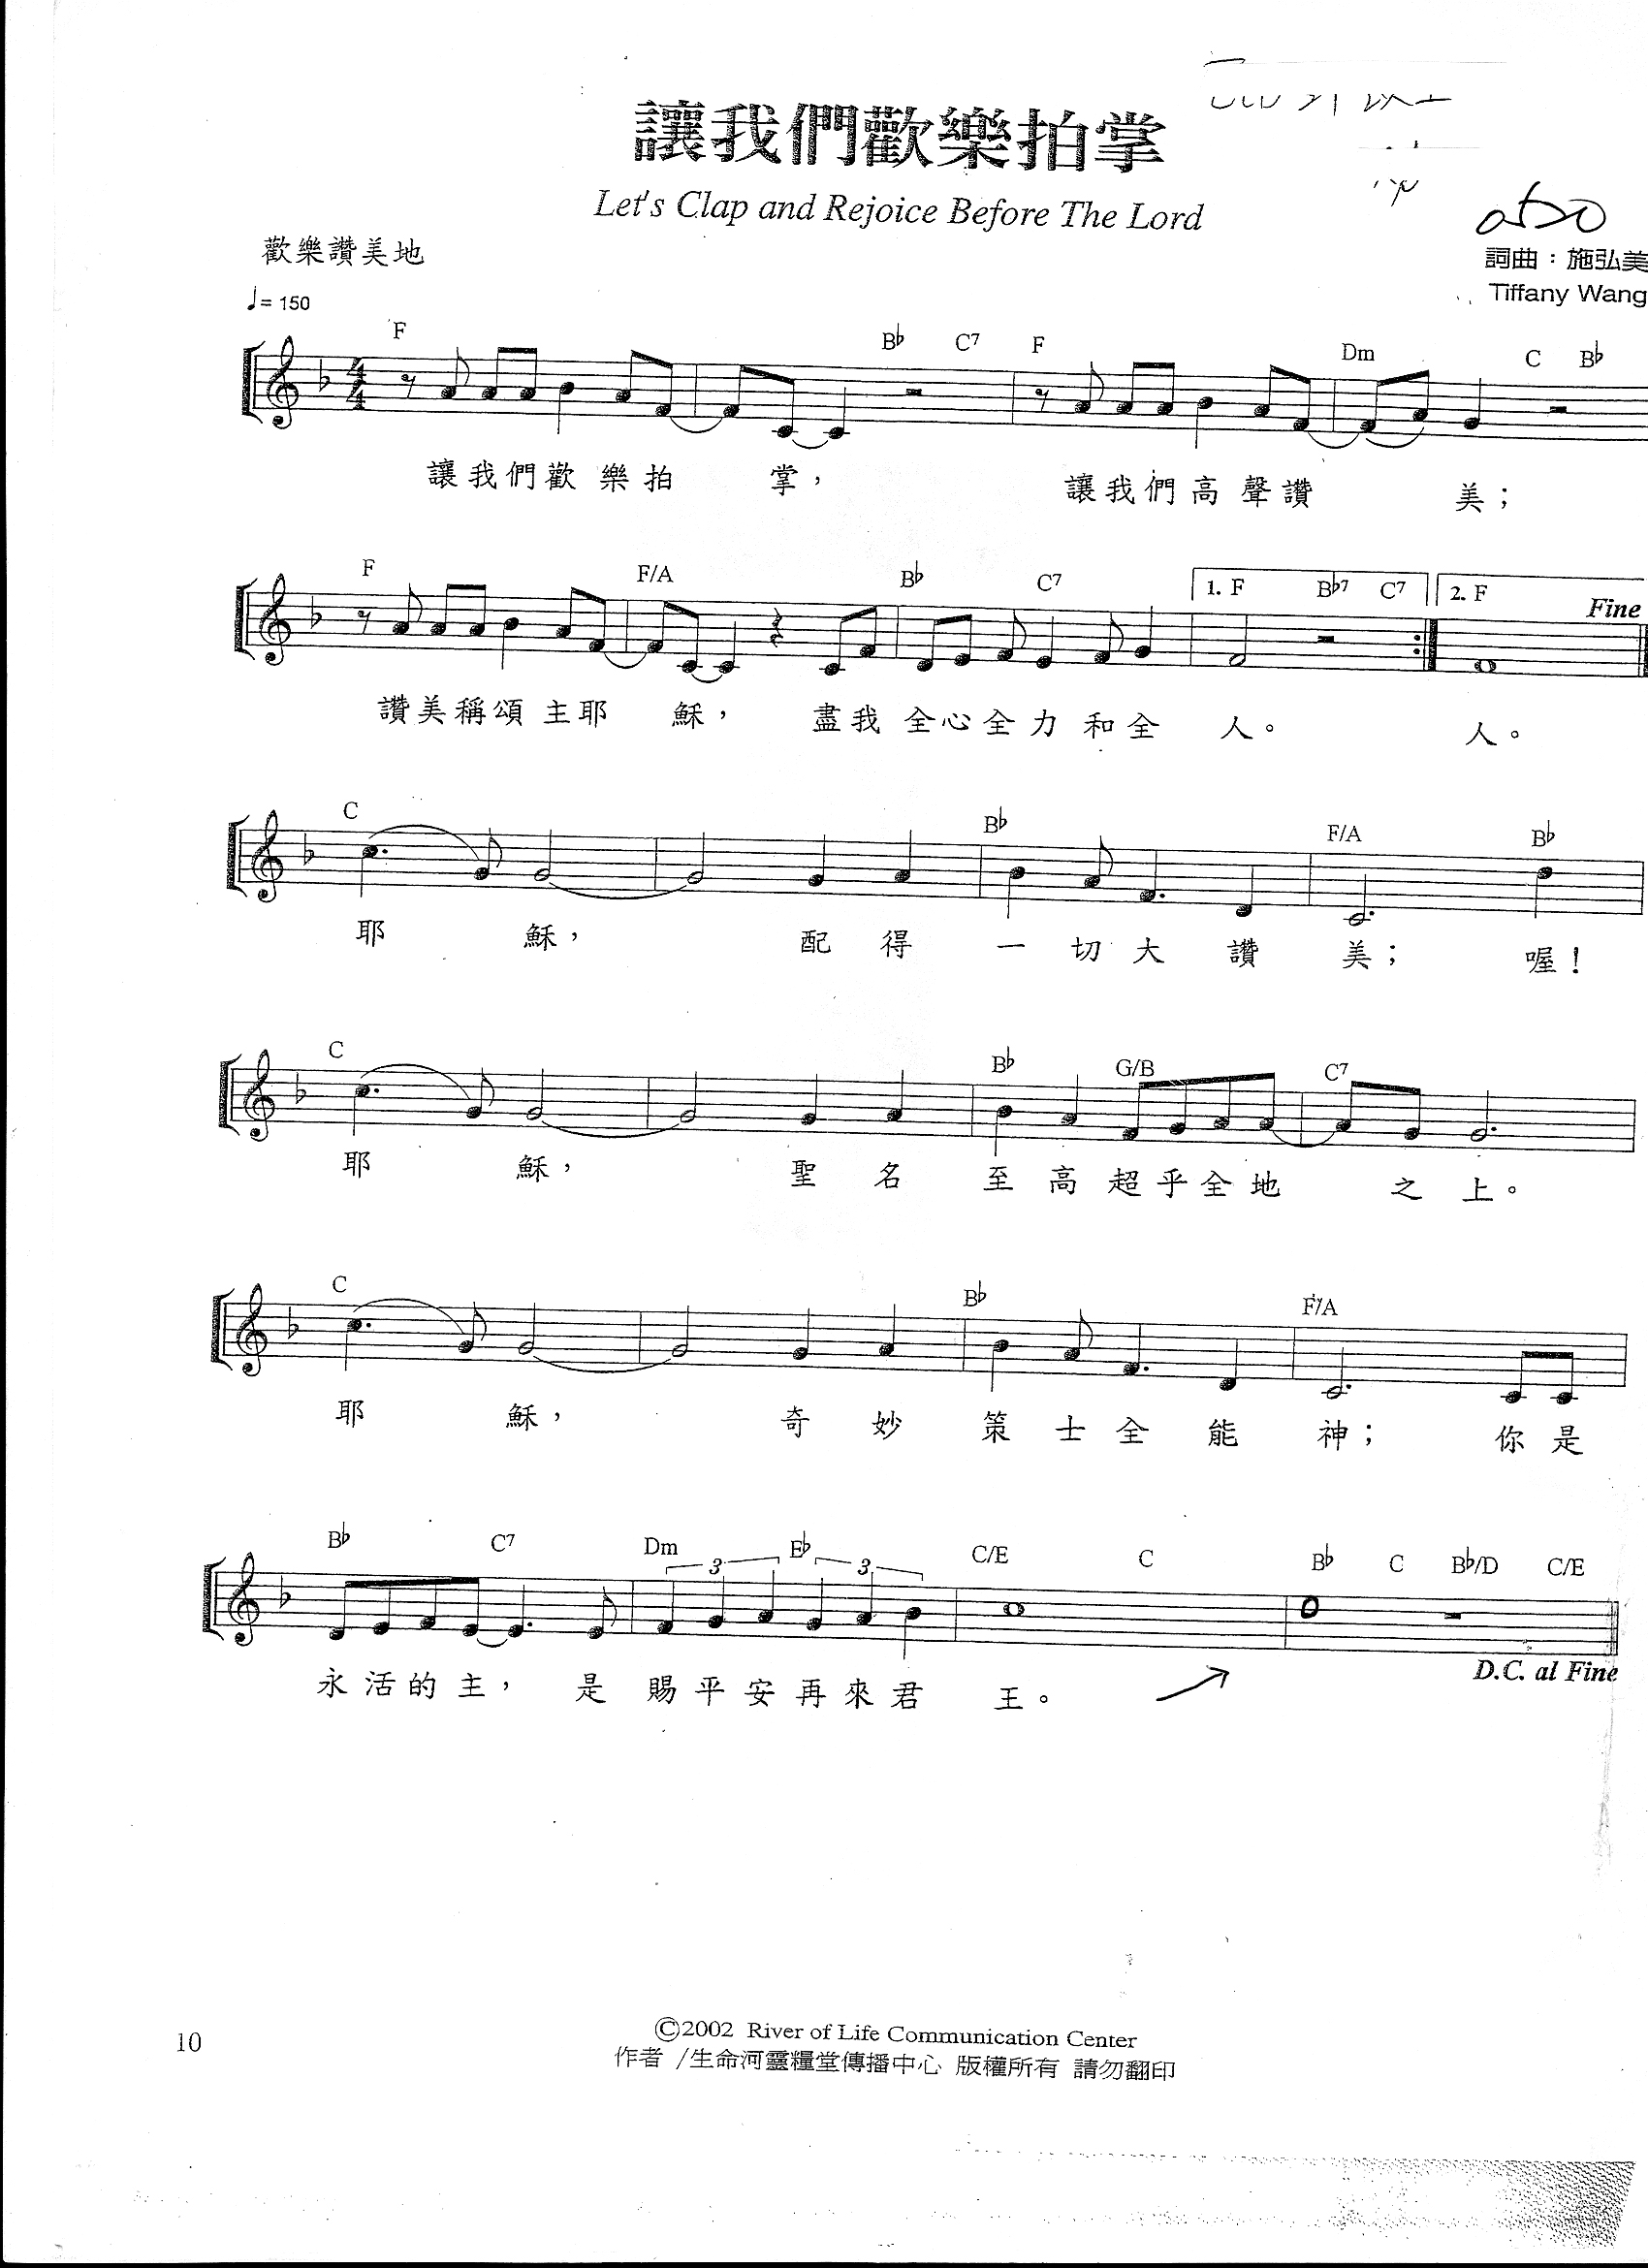 讓我們歡樂拍掌
Let's Clap and Rejoice Before The Lord
歡樂讚美地
詞曲：施弘美
♩= 150
Tiffany Wang
F B♭ C7 F Dm C B♭
4/4
讓我們歡樂拍掌， 讓我們高聲讚美；
F F/A B♭ C7 1. F B♭7 C7 2. F Fine
讚美稱頌主耶穌， 盡我全心全力和全人。 人。
C B♭ F/A B♭
耶穌， 配得一切大讚美； 喔！
C B♭ G/B C7
耶穌， 聖名至高超乎全地之上。
C B♭ F/A
耶穌， 奇妙策士全能神； 你是
B♭ C7 Dm E♭ C/E C B♭ C B♭/D C/E
3 3
D.C. al Fine
永活的主， 是賜平安再來君王。
©2002 River of Life Communication Center
10
作者 /生命河靈糧堂傳播中心 版權所有 請勿翻印